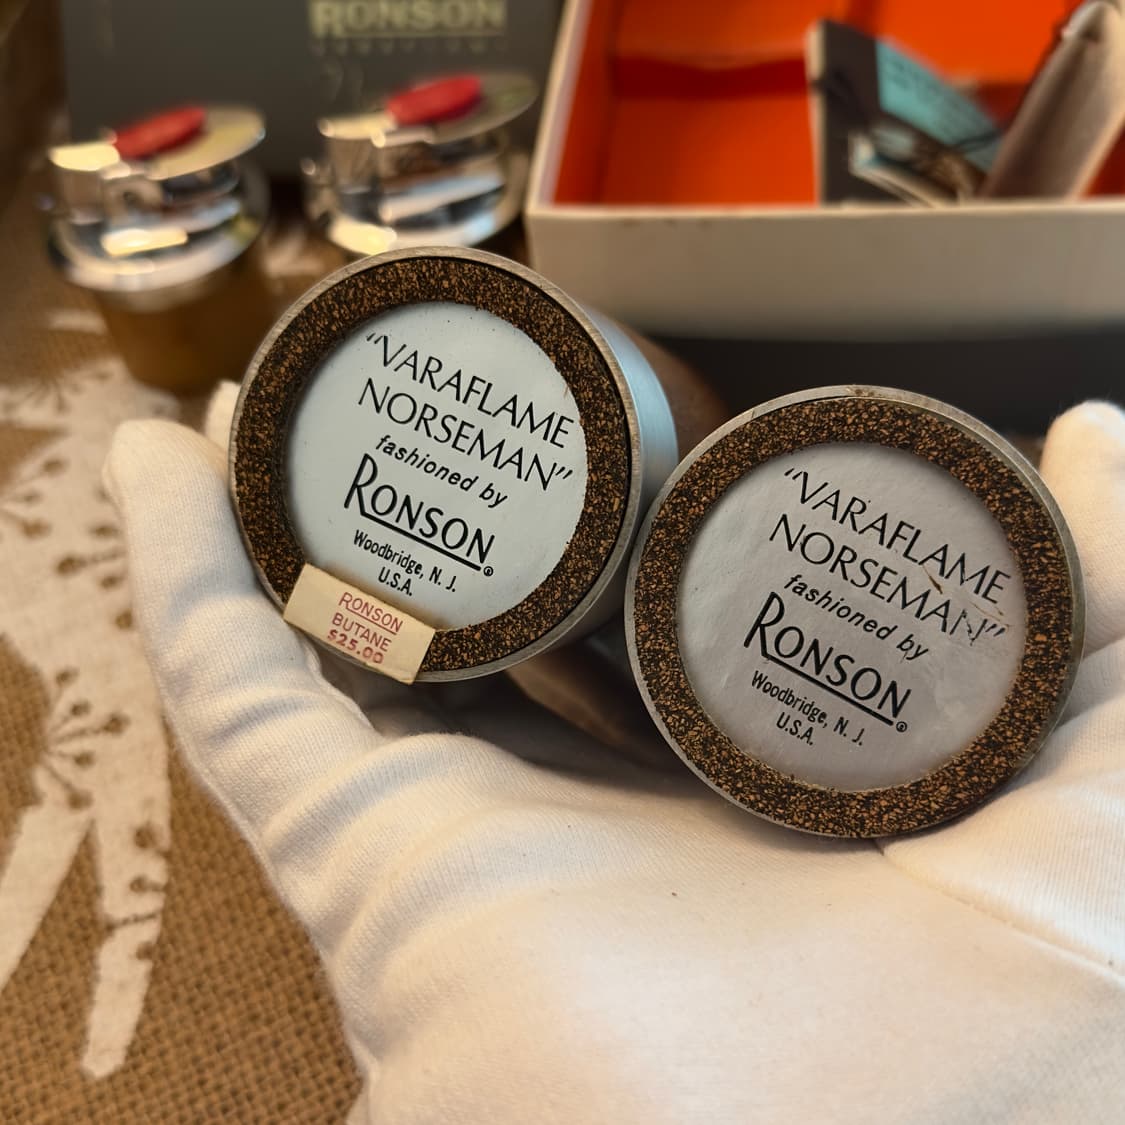 RONSON
"VARAFLAME
NORSEMAN"
fashioned by
RONSON®
Woodbridge, N. J.
U.S.A.
RONSON
BUTANE
$25.00
"VARAFLAME
NORSEMAN"
fashioned by
RONSON®
Woodbridge, N. J.
U.S.A.